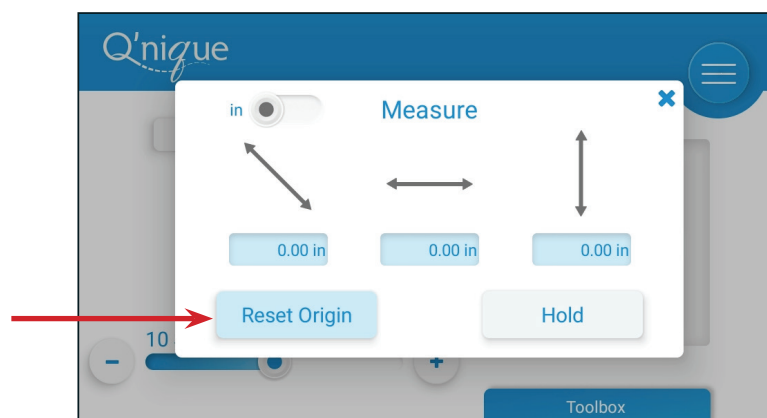 Q'nique
in
Measure
0.00 in
0.00 in
0.00 in
Reset Origin
Hold
10
Toolbox